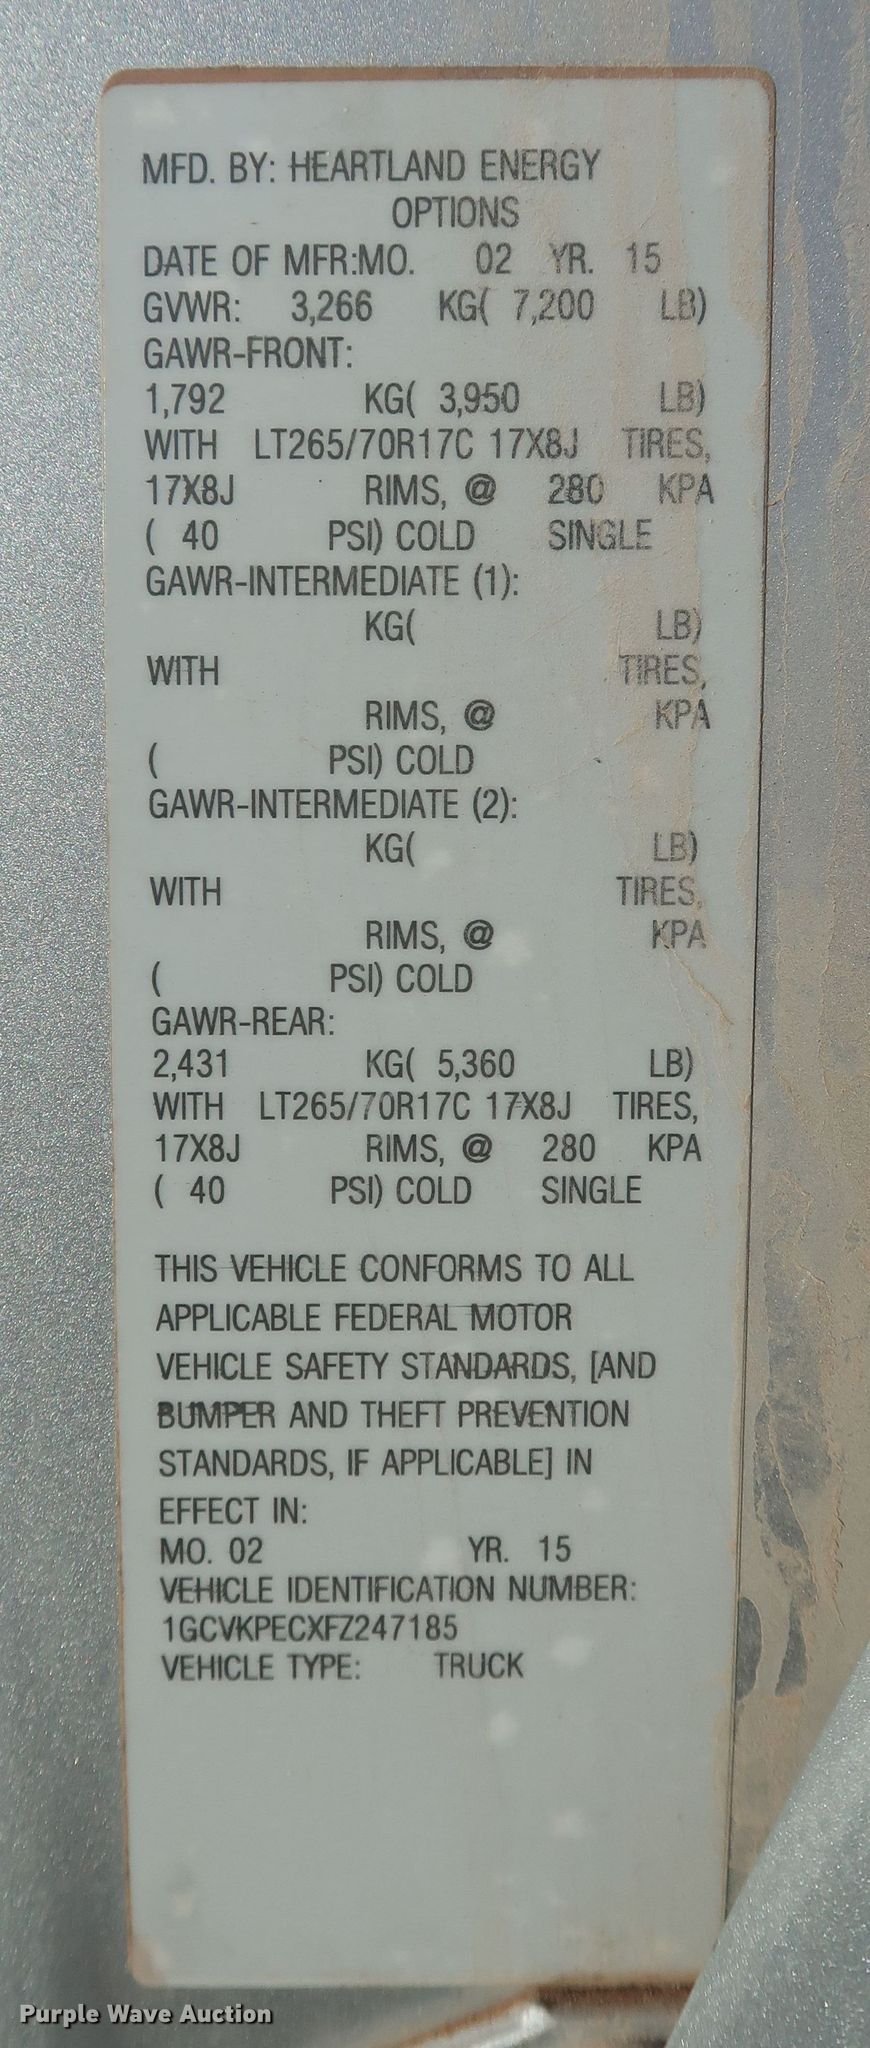 MFD. BY: HEARTLAND ENERGY
OPTIONS
DATE OF MFR:MO. 02 YR. 15
GVWR: 3,266 KG( 7,200 LB)
GAWR-FRONT:
1,792 KG( 3,950 LB)
WITH LT265/70R17C 17X8J TIRES,
17X8J RIMS, @ 280 KPA
( 40 PSI) COLD SINGLE
GAWR-INTERMEDIATE (1):
KG( LB)
WITH TIRES,
RIMS, @ KPA
( PSI) COLD
GAWR-INTERMEDIATE (2):
KG( LB)
WITH TIRES,
RIMS, @ KPA
( PSI) COLD
GAWR-REAR:
2,431 KG( 5,360 LB)
WITH LT265/70R17C 17X8J TIRES,
17X8J RIMS, @ 280 KPA
( 40 PSI) COLD SINGLE
THIS VEHICLE CONFORMS TO ALL
APPLICABLE FEDERAL MOTOR
VEHICLE SAFETY STANDARDS, [AND
BUMPER AND THEFT PREVENTION
STANDARDS, IF APPLICABLE] IN
EFFECT IN:
MO. 02 YR. 15
VEHICLE IDENTIFICATION NUMBER:
1GCVKPECXFZ247185
VEHICLE TYPE: TRUCK
Purple Wave Auction